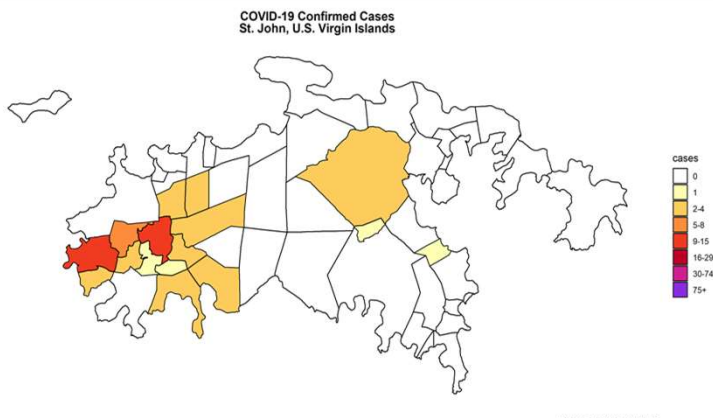 COVID-19 Confirmed Cases
St. John, U.S. Virgin Islands
cases
0
1
2-4
5-8
9-15
16-29
30-74
75+